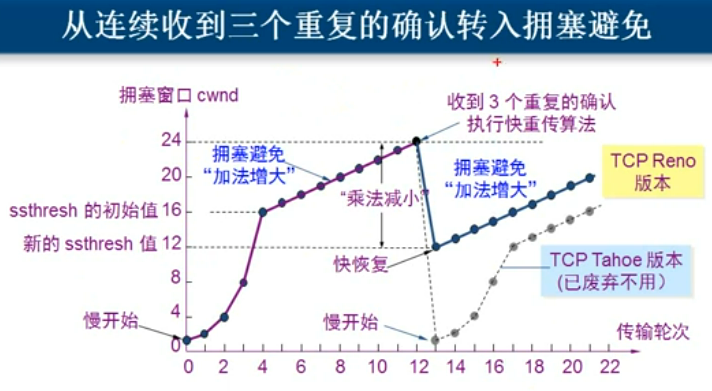 从连续收到三个重复的确认转入拥塞避免
拥塞窗口 cwnd
收到 3 个重复的确认
执行快重传算法
24
拥塞避免
“加法增大”
拥塞避免
“加法增大”
TCP Reno
版本
20
“乘法减小”
ssthresh 的初始值 16
新的 ssthresh 值 12
快恢复
TCP Tahoe 版本
(已废弃不用)
8
慢开始
4
慢开始
传输轮次
0
0 2 4 6 8 10 12 14 16 18 20 22